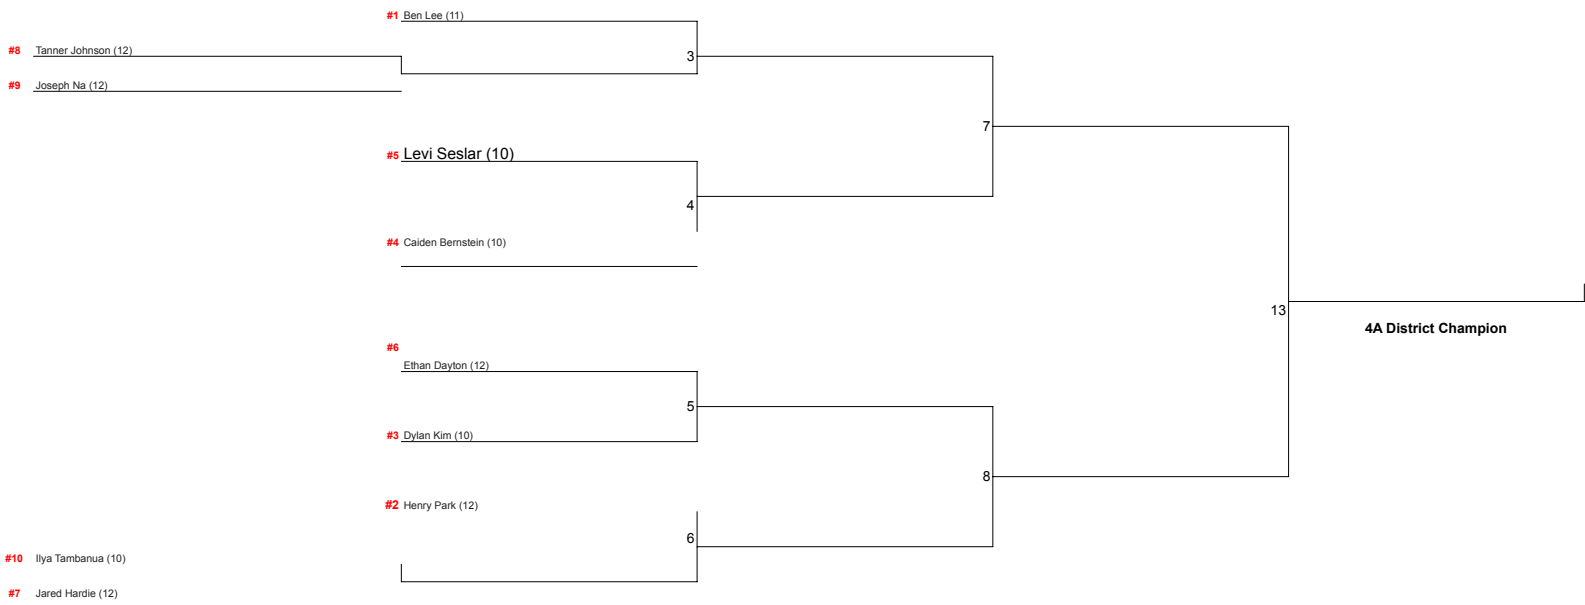 #1 Ben Lee (11)
#8 Tanner Johnson (12)
3
#9 Joseph Na (12)
7
#5 Levi Seslar (10)
4
#4 Caiden Bernstein (10)
13
4A District Champion
#6
Ethan Dayton (12)
5
#3 Dylan Kim (10)
8
#2 Henry Park (12)
6
#10 Ilya Tambanua (10)
#7 Jared Hardie (12)